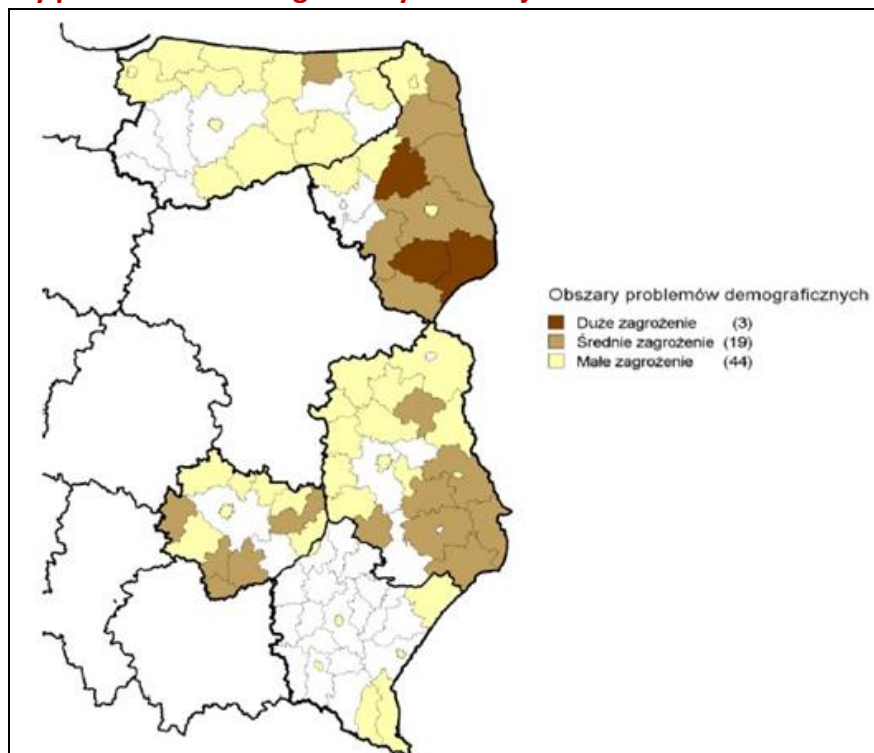 Obszary problemów demograficznych
Duże zagrożenie (3)
Średnie zagrożenie (19)
Małe zagrożenie (44)